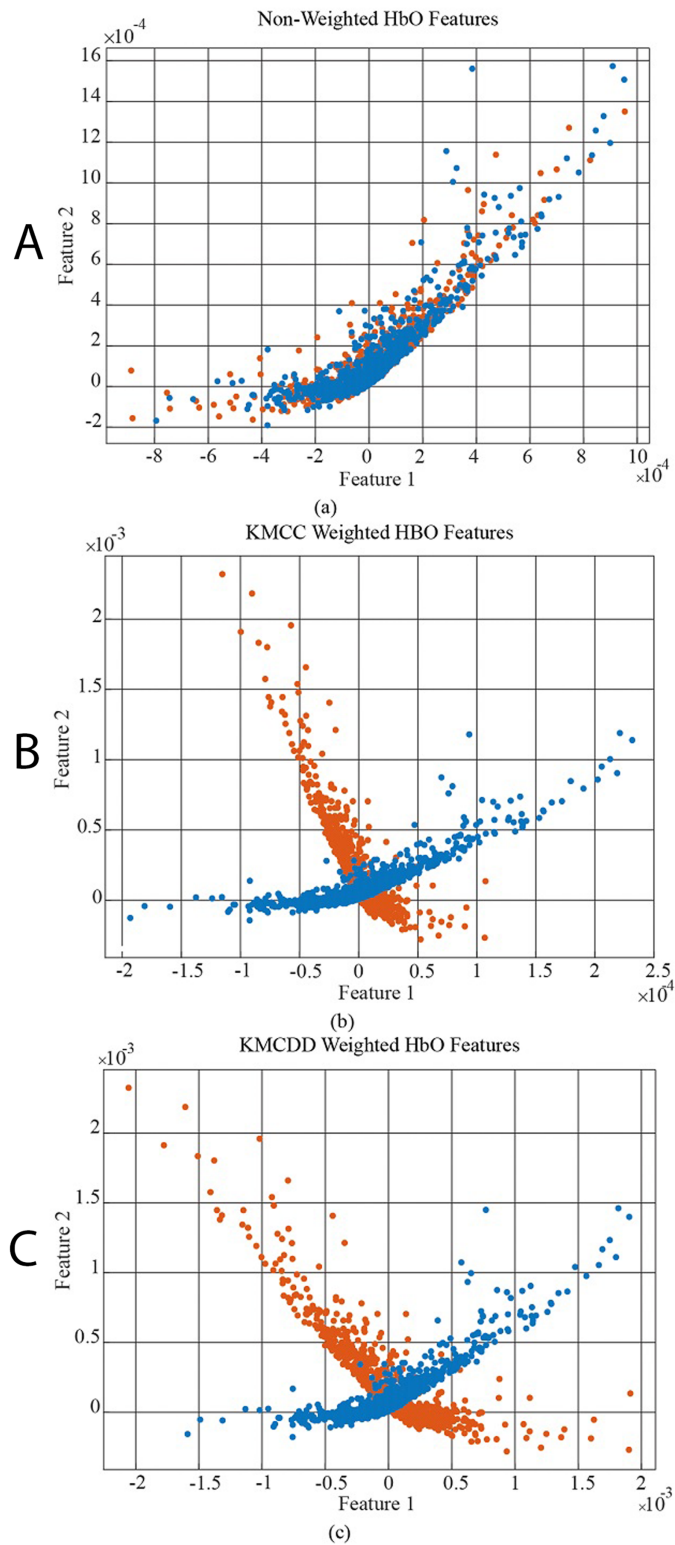 Non-Weighted HbO Features
×10-4
16
14
12
10
8
6
4
2
0
-2
A
Feature 2
-8 -6 -4 -2 0 2 4 6 8 10
Feature 1 ×10-4
(a)
KMCC Weighted HBO Features
×10-3
2
1.5
1
0.5
0
B
Feature 2
-2 -1.5 -1 -0.5 0 0.5 1 1.5 2 2.5
Feature 1 ×10-4
(b)
KMCDD Weighted HbO Features
×10-3
2
1.5
1
0.5
0
C
Feature 2
-2 -1.5 -1 -0.5 0 0.5 1 1.5 2
Feature 1 ×10-3
(c)